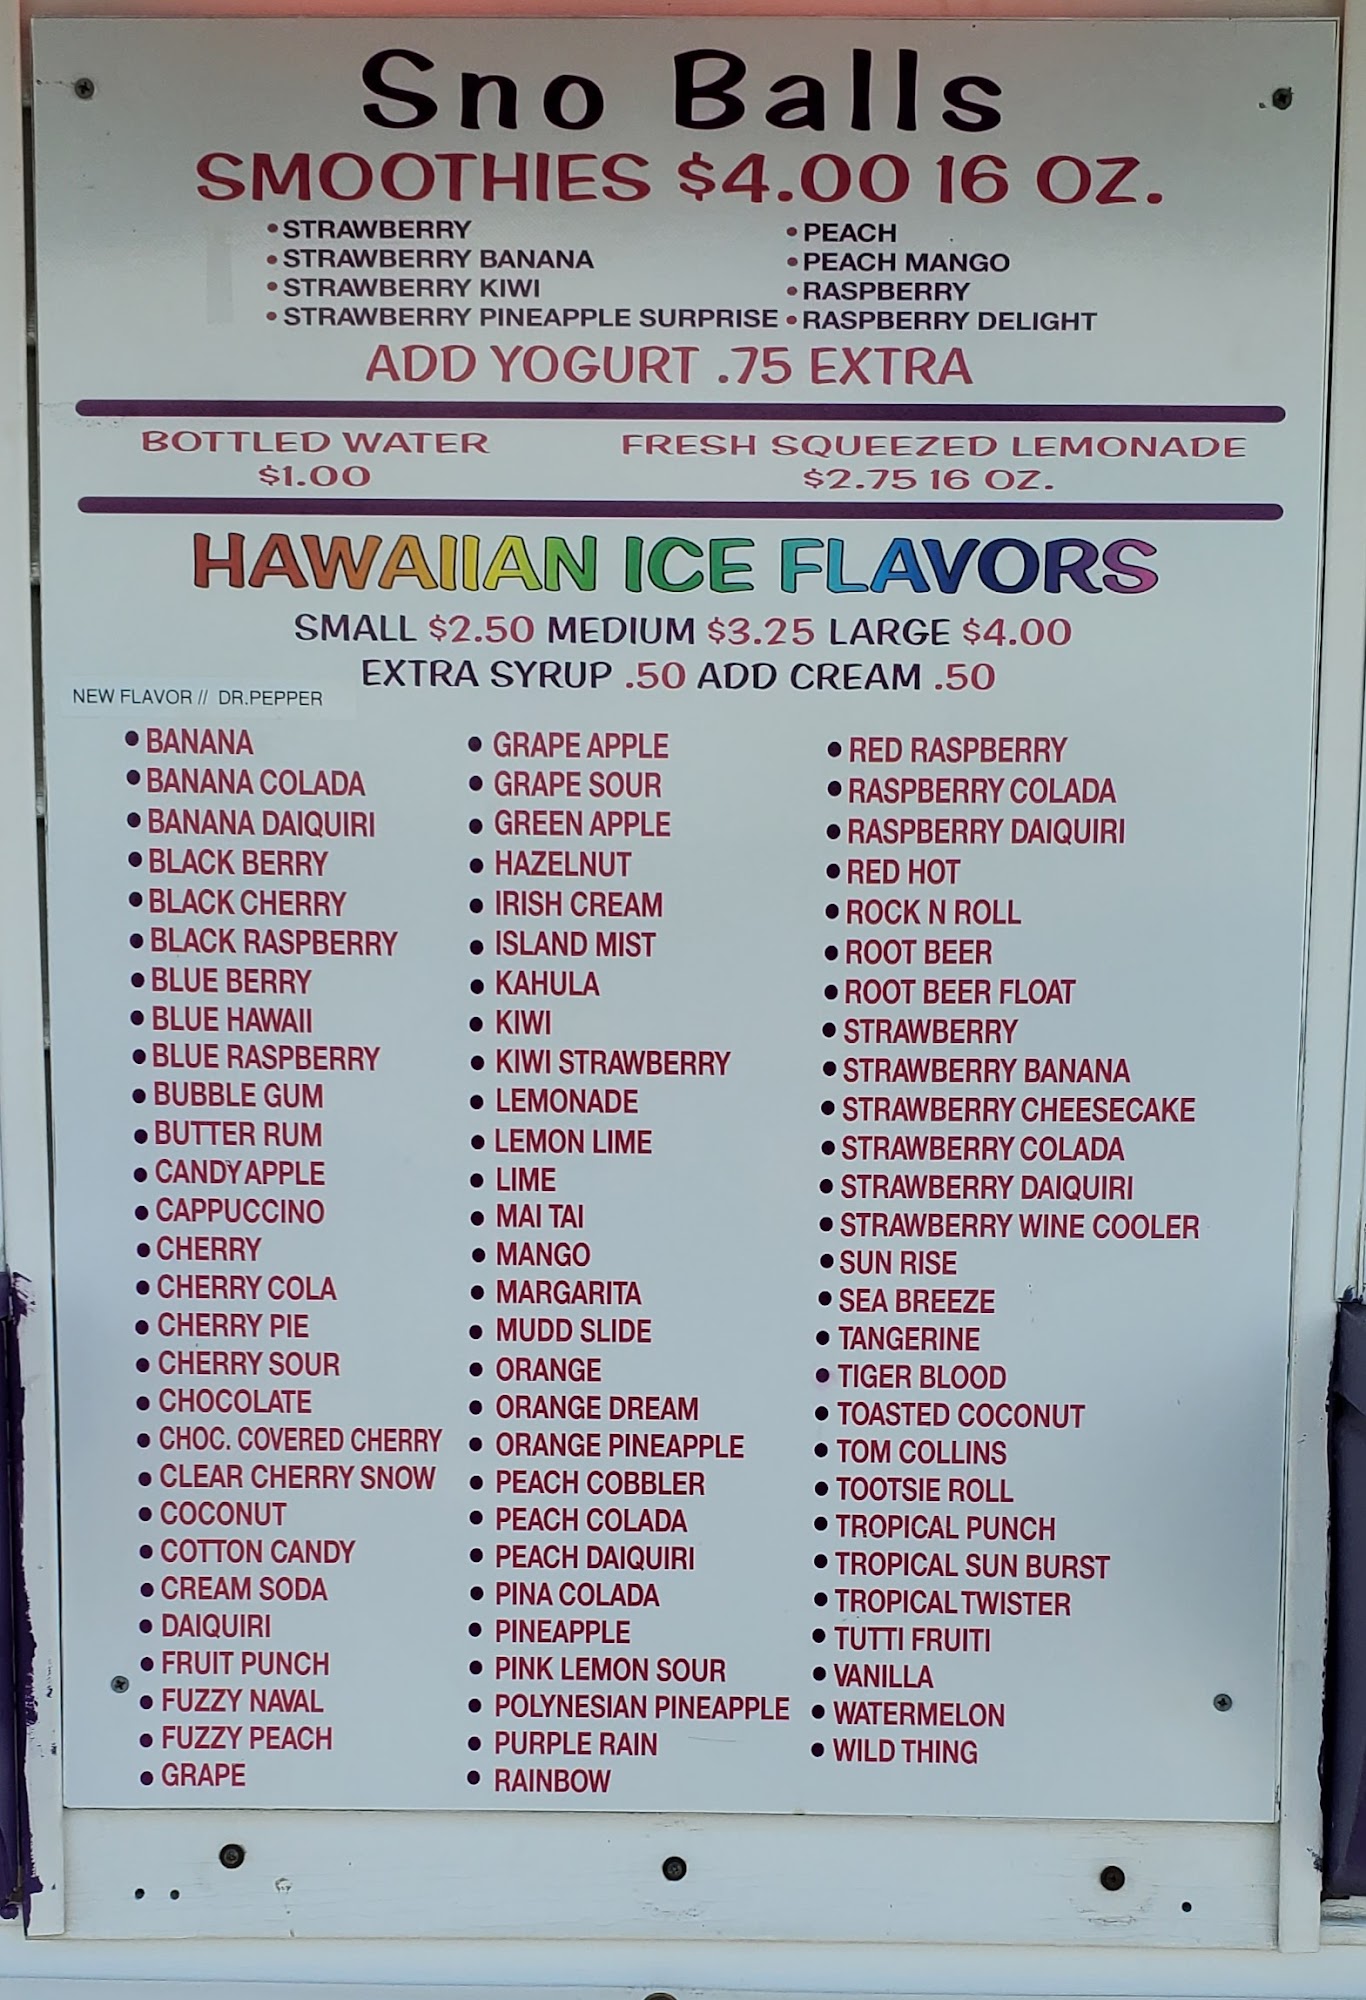 Sno Balls
SMOOTHIES $4.00 16 OZ.
• STRAWBERRY
• STRAWBERRY BANANA
• STRAWBERRY KIWI
• STRAWBERRY PINEAPPLE SURPRISE
• PEACH
• PEACH MANGO
• RASPBERRY
• RASPBERRY DELIGHT
ADD YOGURT .75 EXTRA
BOTTLED WATER
$1.00
FRESH SQUEEZED LEMONADE
$2.75 16 OZ.
HAWAIIAN ICE FLAVORS
SMALL $2.50 MEDIUM $3.25 LARGE $4.00
EXTRA SYRUP .50 ADD CREAM .50
NEW FLAVOR // DR.PEPPER
• BANANA
• BANANA COLADA
• BANANA DAIQUIRI
• BLACK BERRY
• BLACK CHERRY
• BLACK RASPBERRY
• BLUE BERRY
• BLUE HAWAII
• BLUE RASPBERRY
• BUBBLE GUM
• BUTTER RUM
• CANDY APPLE
• CAPPUCCINO
• CHERRY
• CHERRY COLA
• CHERRY PIE
• CHERRY SOUR
• CHOCOLATE
• CHOC. COVERED CHERRY
• CLEAR CHERRY SNOW
• COCONUT
• COTTON CANDY
• CREAM SODA
• DAIQUIRI
• FRUIT PUNCH
• FUZZY NAVAL
• FUZZY PEACH
• GRAPE
• GRAPE APPLE
• GRAPE SOUR
• GREEN APPLE
• HAZELNUT
• IRISH CREAM
• ISLAND MIST
• KAHULA
• KIWI
• KIWI STRAWBERRY
• LEMONADE
• LEMON LIME
• LIME
• MAI TAI
• MANGO
• MARGARITA
• MUDD SLIDE
• ORANGE
• ORANGE DREAM
• ORANGE PINEAPPLE
• PEACH COBBLER
• PEACH COLADA
• PEACH DAIQUIRI
• PINA COLADA
• PINEAPPLE
• PINK LEMON SOUR
• POLYNESIAN PINEAPPLE
• PURPLE RAIN
• RAINBOW
• RED RASPBERRY
• RASPBERRY COLADA
• RASPBERRY DAIQUIRI
• RED HOT
• ROCK N ROLL
• ROOT BEER
• ROOT BEER FLOAT
• STRAWBERRY
• STRAWBERRY BANANA
• STRAWBERRY CHEESECAKE
• STRAWBERRY COLADA
• STRAWBERRY DAIQUIRI
• STRAWBERRY WINE COOLER
• SUN RISE
• SEA BREEZE
• TANGERINE
• TIGER BLOOD
• TOASTED COCONUT
• TOM COLLINS
• TOOTSIE ROLL
• TROPICAL PUNCH
• TROPICAL SUN BURST
• TROPICAL TWISTER
• TUTTI FRUITI
• VANILLA
• WATERMELON
• WILD THING